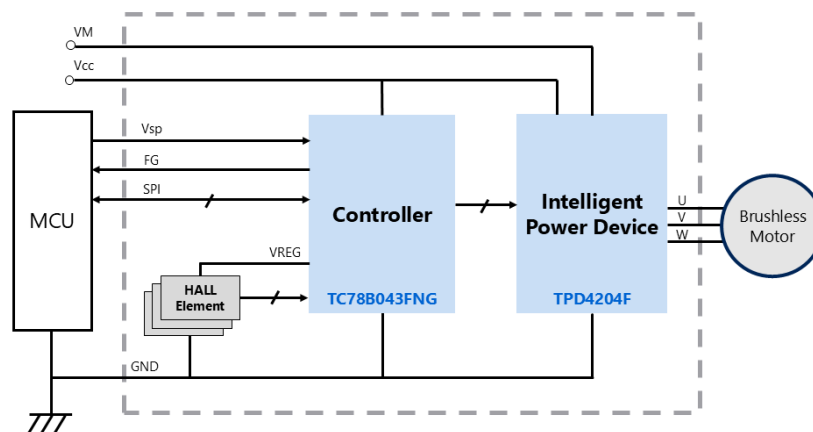 VM
Vcc
Vsp
FG
SPI
MCU
Controller
TC78B043FNG
Intelligent
Power Device
TPD4204F
U
V
W
Brushless
Motor
VREG
HALL
Element
GND